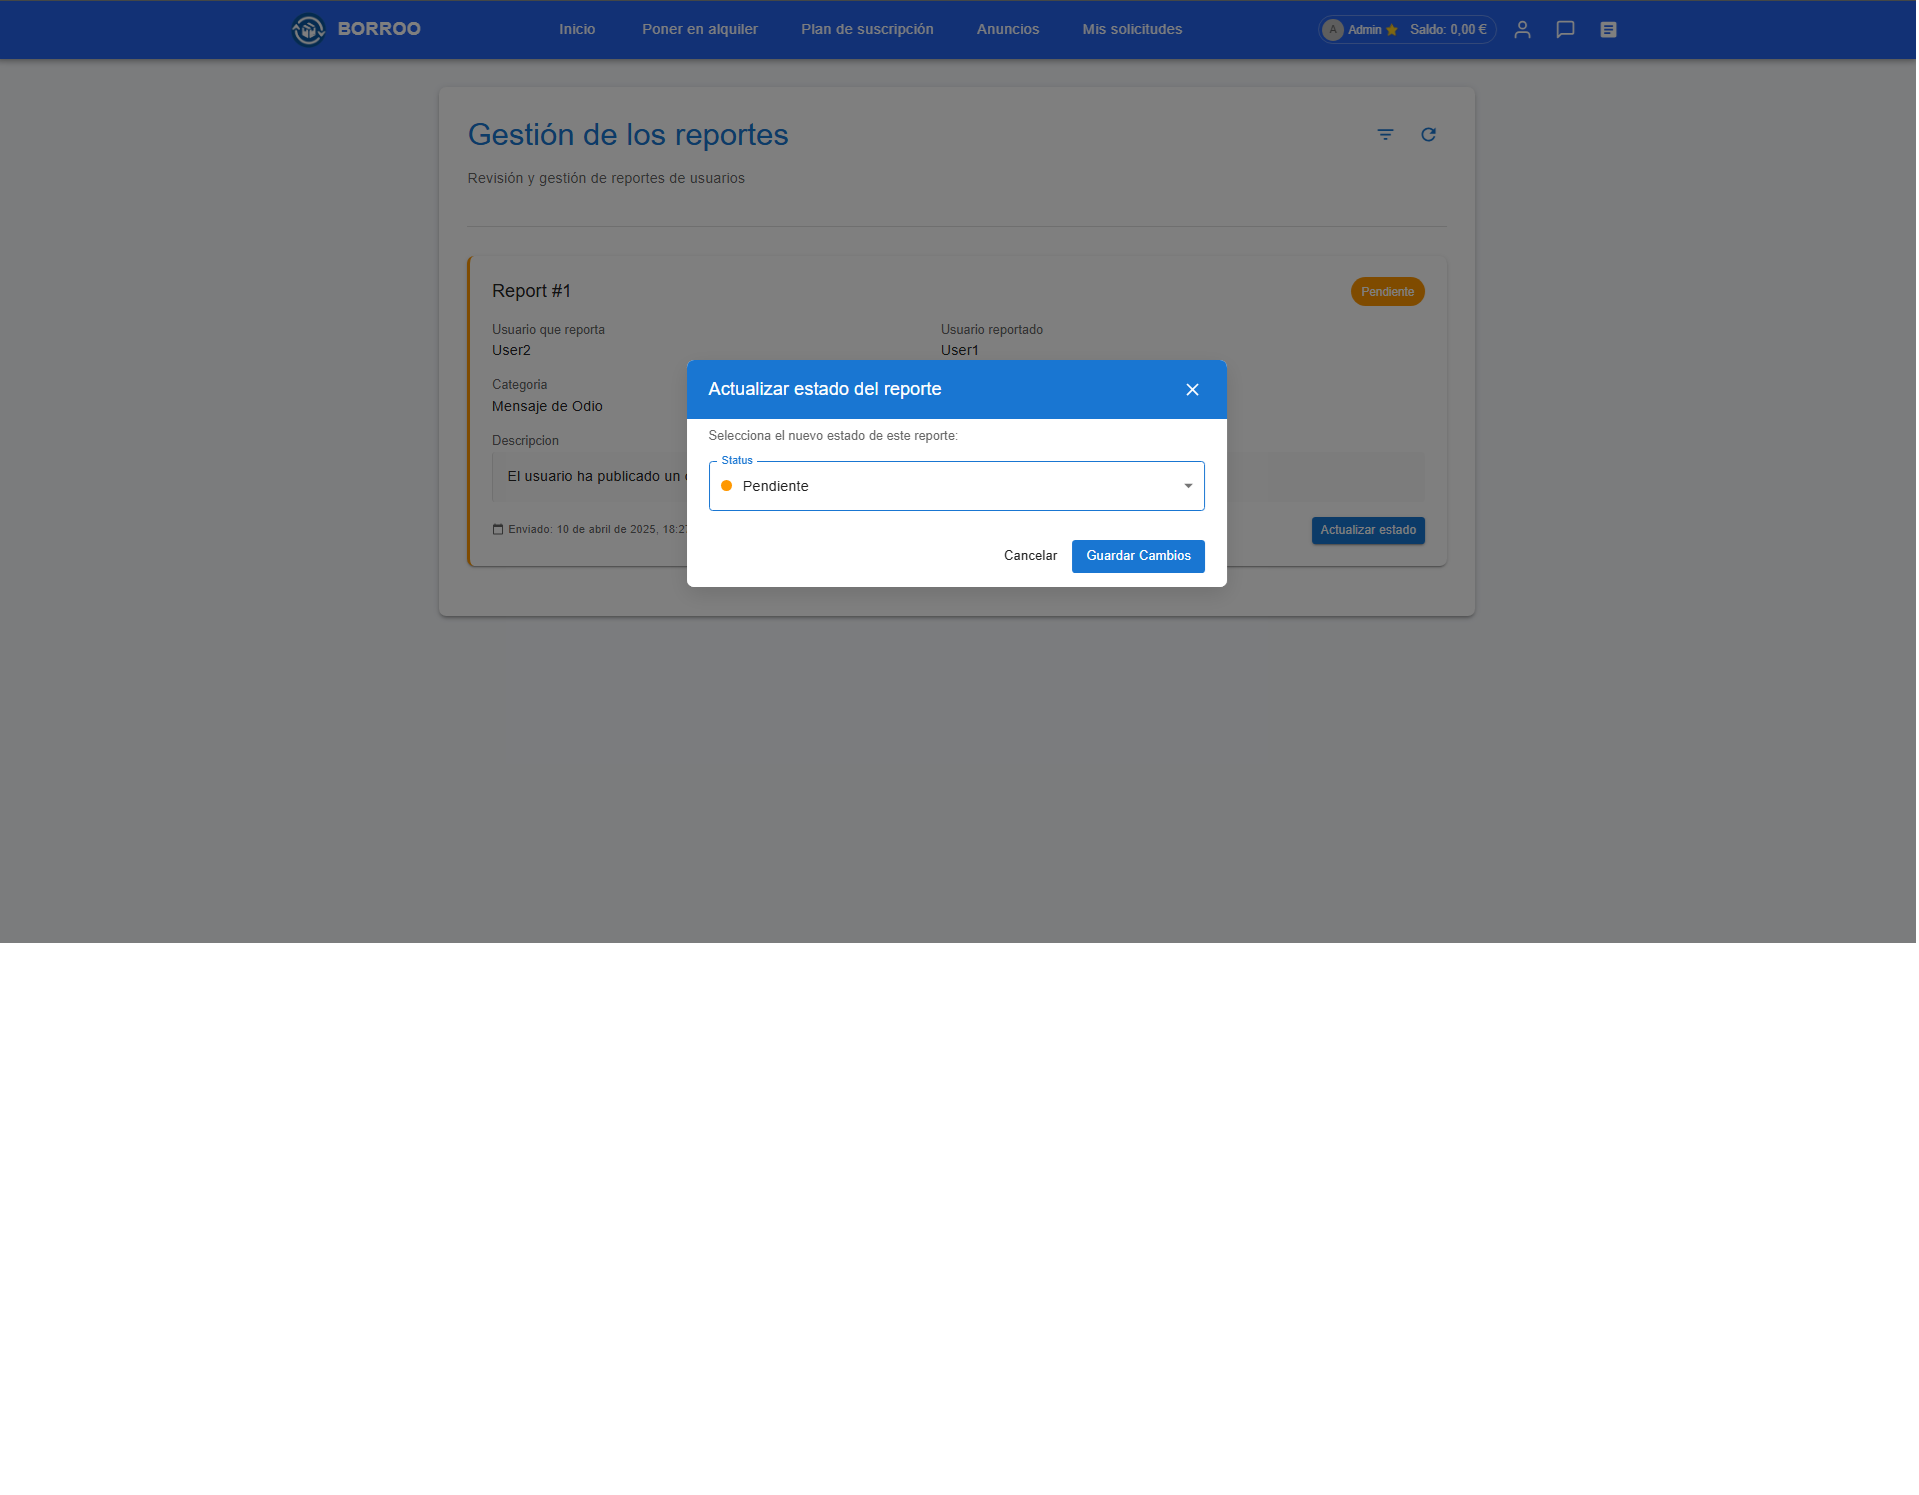 BORROO
Inicio
Poner en alquiler
Plan de suscripción
Anuncios
Mis solicitudes
A Admin Saldo: 0,00 €
Gestión de los reportes
Revisión y gestión de reportes de usuarios
Report #1
Pendiente
Usuario que reporta
User2
Usuario reportado
User1
Categoria
Mensaje de Odio
Descripcion
El usuario ha publicado un
Enviado: 10 de abril de 2025, 18:2
Actualizar estado
Actualizar estado del reporte
Selecciona el nuevo estado de este reporte:
Status
Pendiente
Cancelar
Guardar Cambios